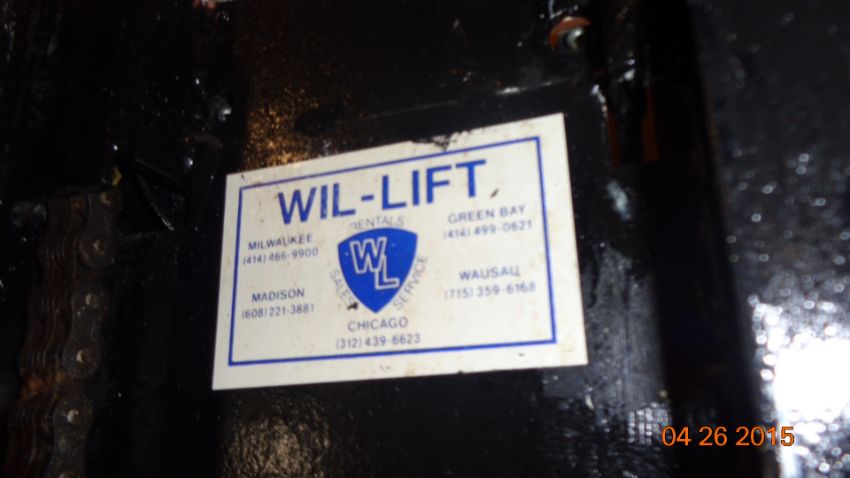 WIL-LIFT
RENTALS
SALES
SERVICE
WL
MILWAUKEE
(414) 466-9900
GREEN BAY
(414) 499-0621
MADISON
(608) 221-3881
WAUSAU
(715) 359-6168
CHICAGO
(312) 439-6623
04 26 2015